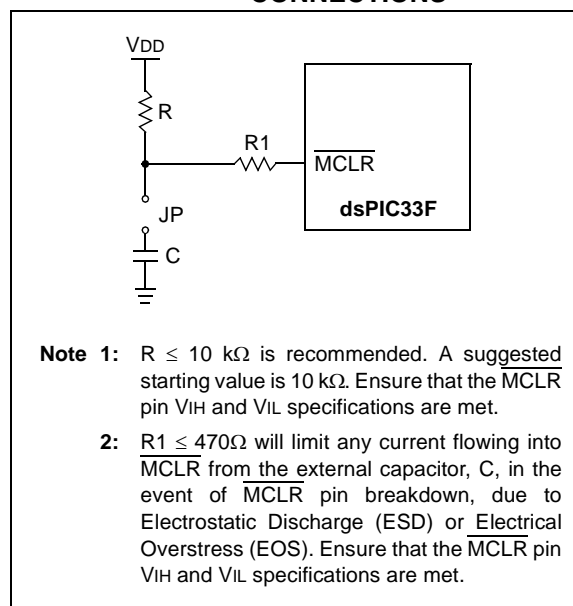 CONNECTIONS
VDD
R
R1
MCLR
dsPIC33F
JP
C
Note 1: R ≤ 10 kΩ is recommended. A suggested
starting value is 10 kΩ. Ensure that the MCLR
pin VIH and VIL specifications are met.
2: R1 ≤ 470Ω will limit any current flowing into
MCLR from the external capacitor, C, in the
event of MCLR pin breakdown, due to
Electrostatic Discharge (ESD) or Electrical
Overstress (EOS). Ensure that the MCLR pin
VIH and VIL specifications are met.